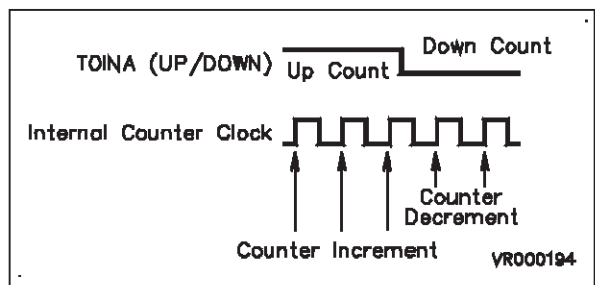 Down Count
TOINA (UP/DOWN)
Up Count
Internal Counter Clock
Counter
Decrement
Counter Increment
VR000194